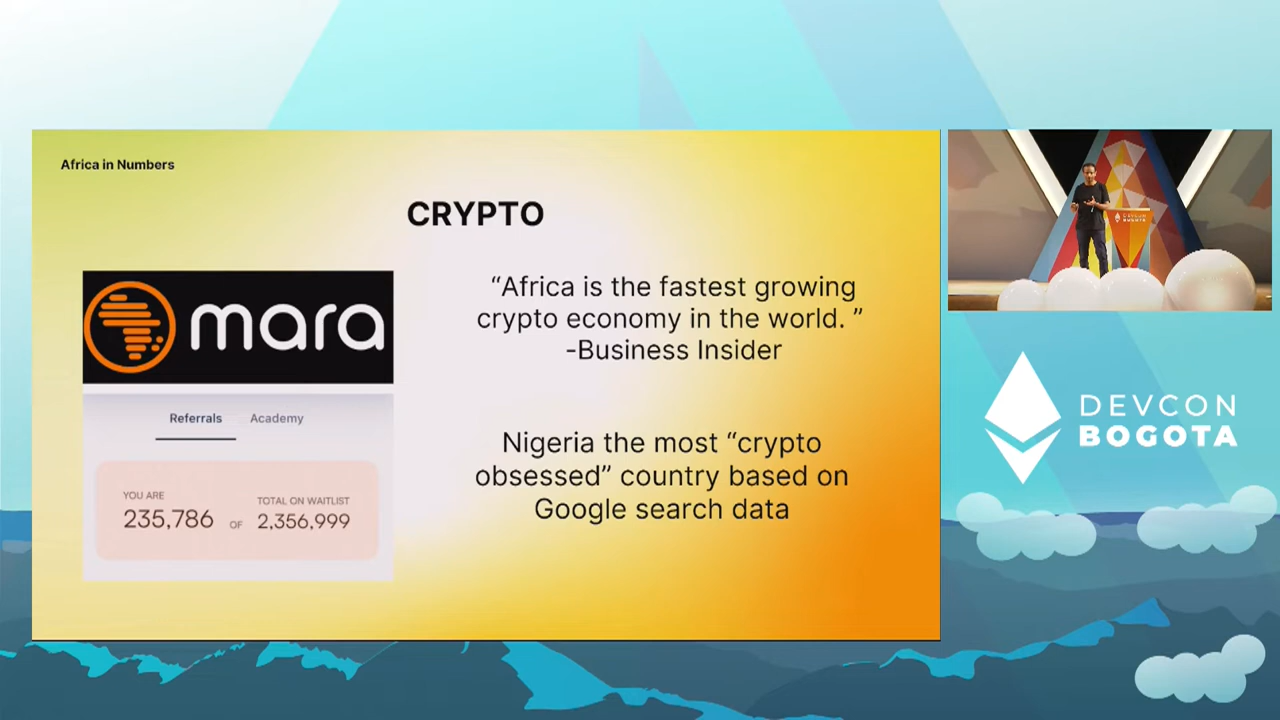 Africa in Numbers
CRYPTO
mara
Referrals Academy
YOU ARE
235,786 OF
TOTAL ON WAITLIST
2,356,999
“Africa is the fastest growing
crypto economy in the world. ”
-Business Insider
Nigeria the most “crypto
obsessed” country based on
Google search data
DEVCON
BOGOTA
DEVCON
BOGOTA